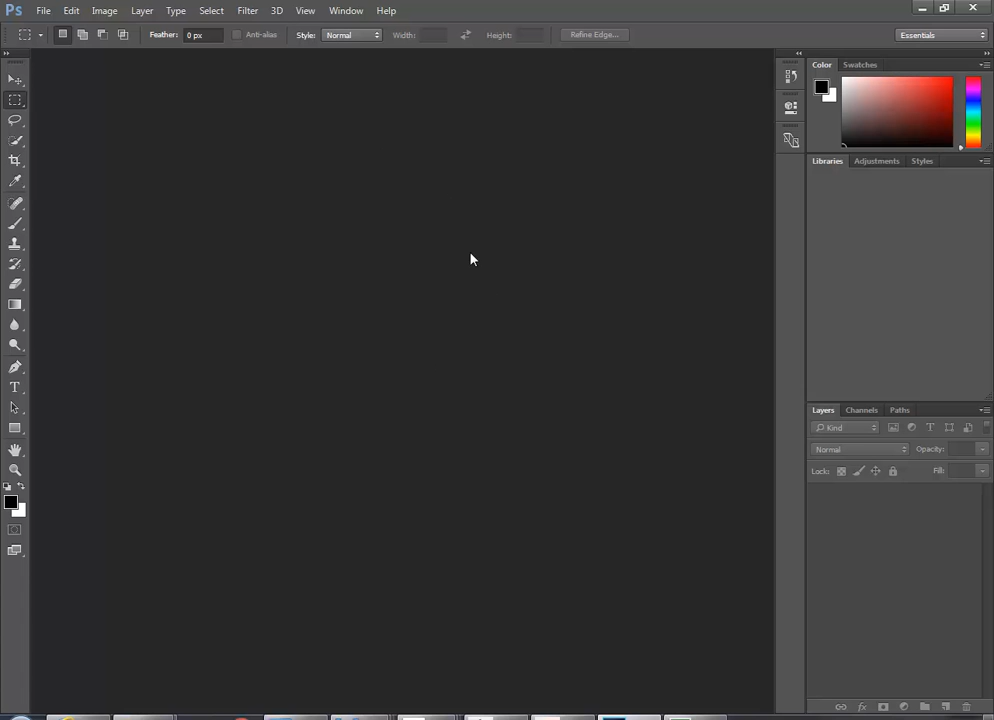 Ps File Edit Image Layer Type Select Filter 3D View Window Help
Feather: 0 px Anti-alias Style: Normal Width: Height: Refine Edge... Essentials
Color Swatches
Libraries Adjustments Styles
Layers Channels Paths
Kind
Normal Opacity:
Lock: Fill: